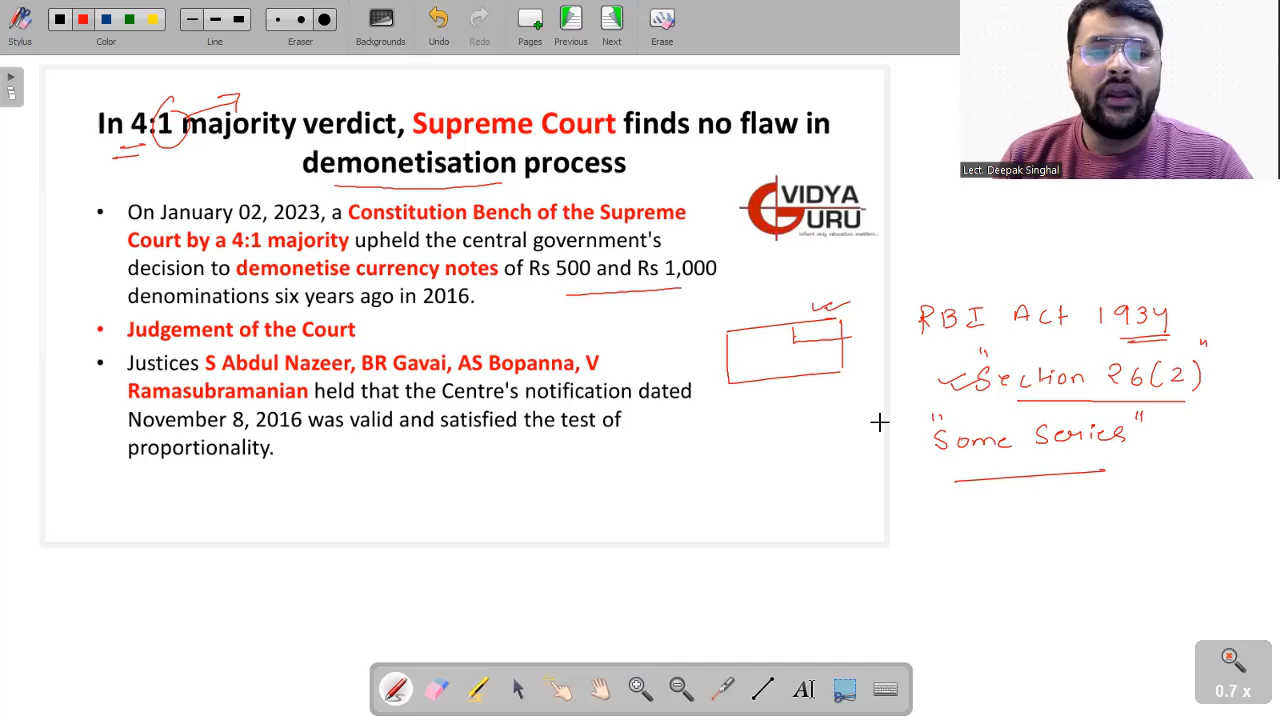 Stylus
Color
Line
Eraser
Backgrounds
Undo
Redo
Pages
Previous
Next
Erase
Lect. Deepak Singhal
In 4:1 majority verdict, Supreme Court finds no flaw in
demonetisation process
VIDYA
GURU
• On January 02, 2023, a Constitution Bench of the Supreme
Court by a 4:1 majority upheld the central government's
decision to demonetise currency notes of Rs 500 and Rs 1,000
denominations six years ago in 2016.
• Judgement of the Court
• Justices S Abdul Nazeer, BR Gavai, AS Bopanna, V
Ramasubramanian held that the Centre's notification dated
November 8, 2016 was valid and satisfied the test of
proportionality.
RBI Act 1934
"Section 26(2)"
"Some Series"
0.7 x